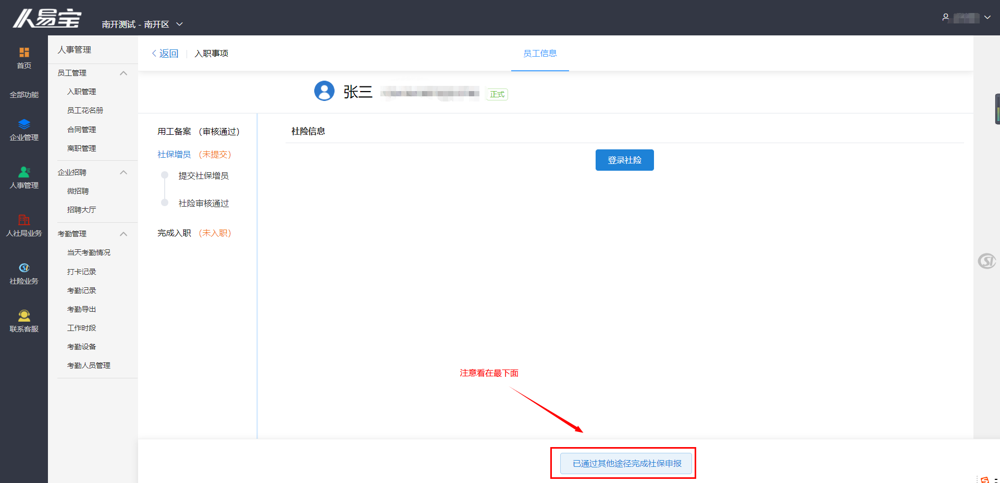 人易宝
南开测试 - 南开区
首页
全部功能
企业管理
人事管理
人社局业务
社险业务
联系客服
人事管理
员工管理
入职管理
员工花名册
合同管理
离职管理
企业招聘
微招聘
招聘大厅
考勤管理
当天考勤情况
打卡记录
考勤记录
考勤导出
工作时段
考勤设备
考勤人员管理
返回 入职事项
员工信息
张三 正式
用工备案 （审核通过）
社保增员 （未提交）
提交社保增员
社险审核通过
完成入职 （未入职）
社险信息
登录社险
注意看在最下面
已通过其他途径完成社保申报